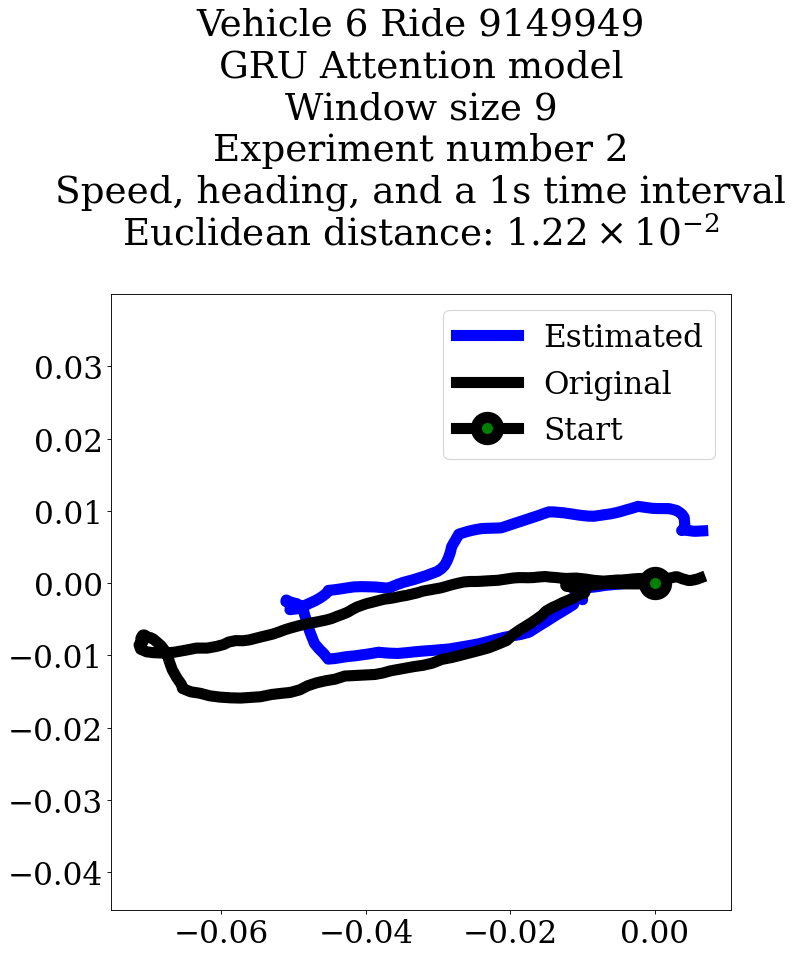 Vehicle 6 Ride 9149949
GRU Attention model
Window size 9
Experiment number 2
Speed, heading, and a 1s time interval
Euclidean distance: 1.22 × 10⁻²
Estimated
Original
Start
0.03
0.02
0.01
0.00
−0.01
−0.02
−0.03
−0.04
−0.06 −0.04 −0.02 0.00